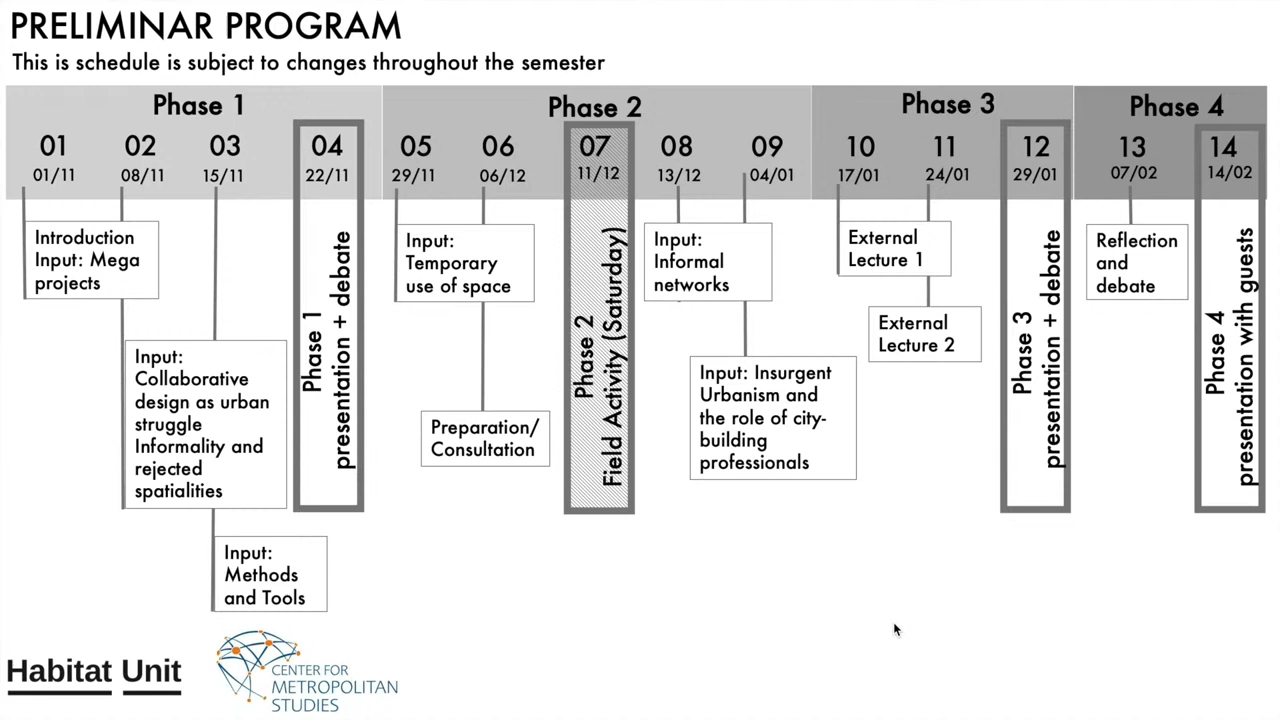 PRELIMINAR PROGRAM
This is schedule is subject to changes throughout the semester
Phase 1
Phase 2
Phase 3
Phase 4
01
02
03
04
05
06
07
08
09
10
11
12
13
14
01/11
08/11
15/11
22/11
29/11
06/12
11/12
13/12
04/01
17/01
24/01
29/01
07/02
14/02
Introduction
Input: Mega
projects
Input:
Collaborative
design as urban
struggle
Informality and
rejected
spatialities
Input:
Methods
and Tools
Phase 1
presentation + debate
Input:
Temporary
use of space
Preparation/
Consultation
Phase 2
Field Activity (Saturday)
Input:
Informal
networks
Input: Insurgent
Urbanism and
the role of city-
building
professionals
External
Lecture 1
External
Lecture 2
Phase 3
presentation + debate
Reflection
and
debate
Phase 4
presentation with guests
Habitat Unit
CENTER FOR
METROPOLITAN
STUDIES